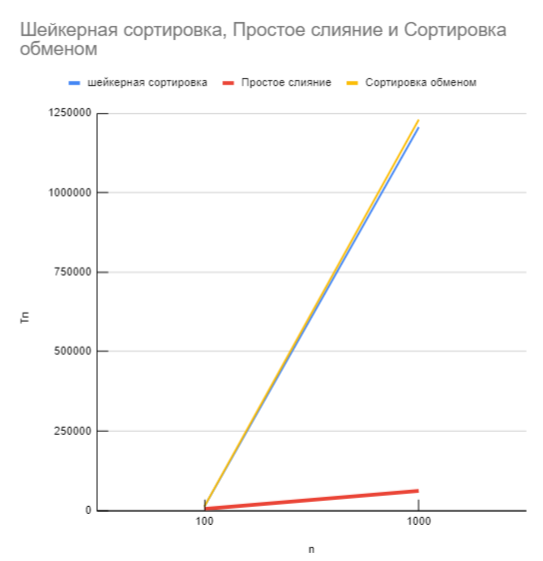 Шейкерная сортировка, Простое слияние и Сортировка
обменом
шейкерная сортировка Простое слияние Сортировка обменом
1250000
1000000
750000
500000
250000
0
Tn
100 1000
n